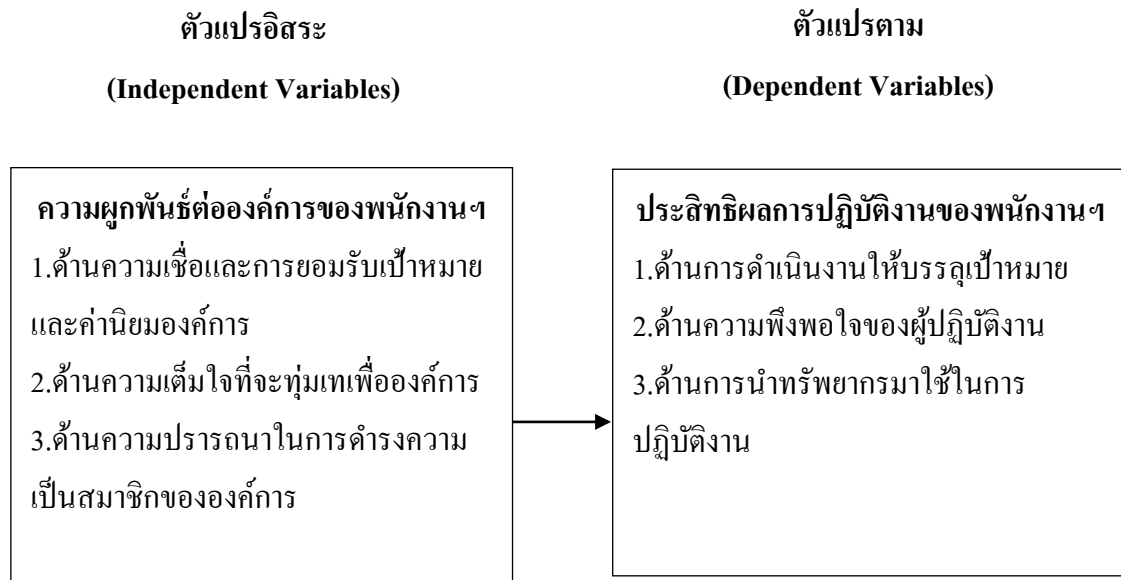 ตัวแปรอิสระ
(Independent Variables)
ตัวแปรตาม
(Dependent Variables)
ความผูกพันธ์ต่อองค์การของพนักงานฯ
1.ด้านความเชื่อและการยอมรับเป้าหมาย
และค่านิยมองค์การ
2.ด้านความเต็มใจที่จะทุ่มเทเพื่อองค์การ
3.ด้านความปรารถนาในการดำรงความ
เป็นสมาชิกขององค์การ
ประสิทธิผลการปฏิบัติงานของพนักงานฯ
1.ด้านการดำเนินงานให้บรรลุเป้าหมาย
2.ด้านความพึงพอใจของผู้ปฏิบัติงาน
3.ด้านการนำทรัพยากรมาใช้ในการ
ปฏิบัติงาน